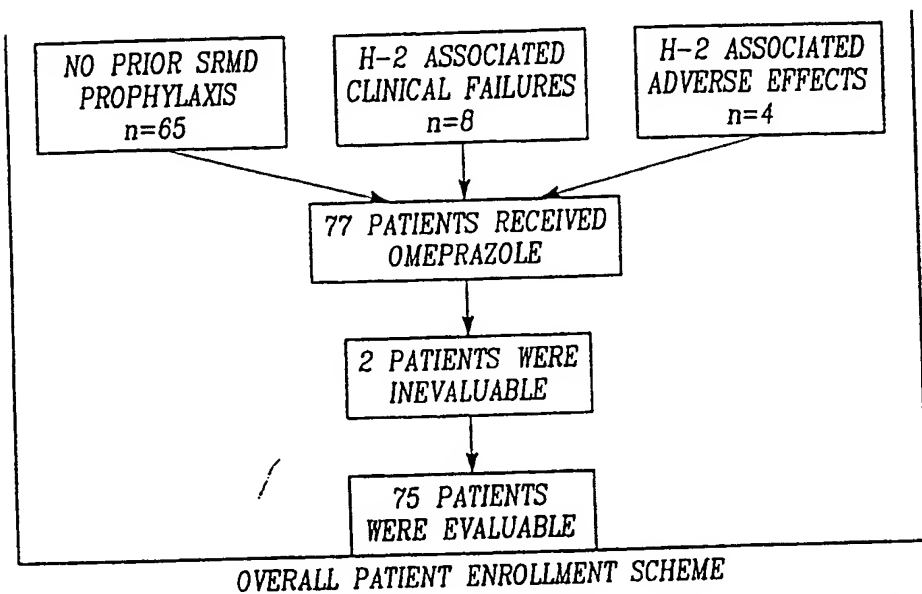 NO PRIOR SRMD
PROPHYLAXIS
n=65
H-2 ASSOCIATED
CLINICAL FAILURES
n=8
H-2 ASSOCIATED
ADVERSE EFFECTS
n=4
77 PATIENTS RECEIVED
OMEPRAZOLE
2 PATIENTS WERE
INEVALUABLE
75 PATIENTS
WERE EVALUABLE
OVERALL PATIENT ENROLLMENT SCHEME